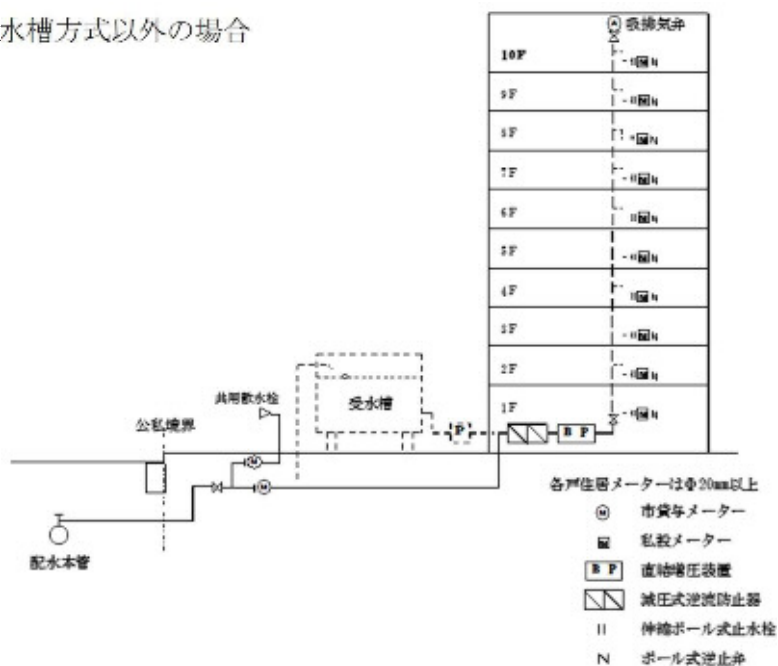 水槽方式以外の場合
A 吸排気弁
10F
9F
8F
7F
6F
5F
4F
3F
2F
1F
共用散水栓
受水槽
公私境界
P
BP
M
M
配水本管
各戸住居メーターはΦ20mm以上
M 市貸与メーター
M 私設メーター
BP 直結増圧装置
減圧式逆流防止器
伸縮ボール式止水栓
N ボール式逆止弁